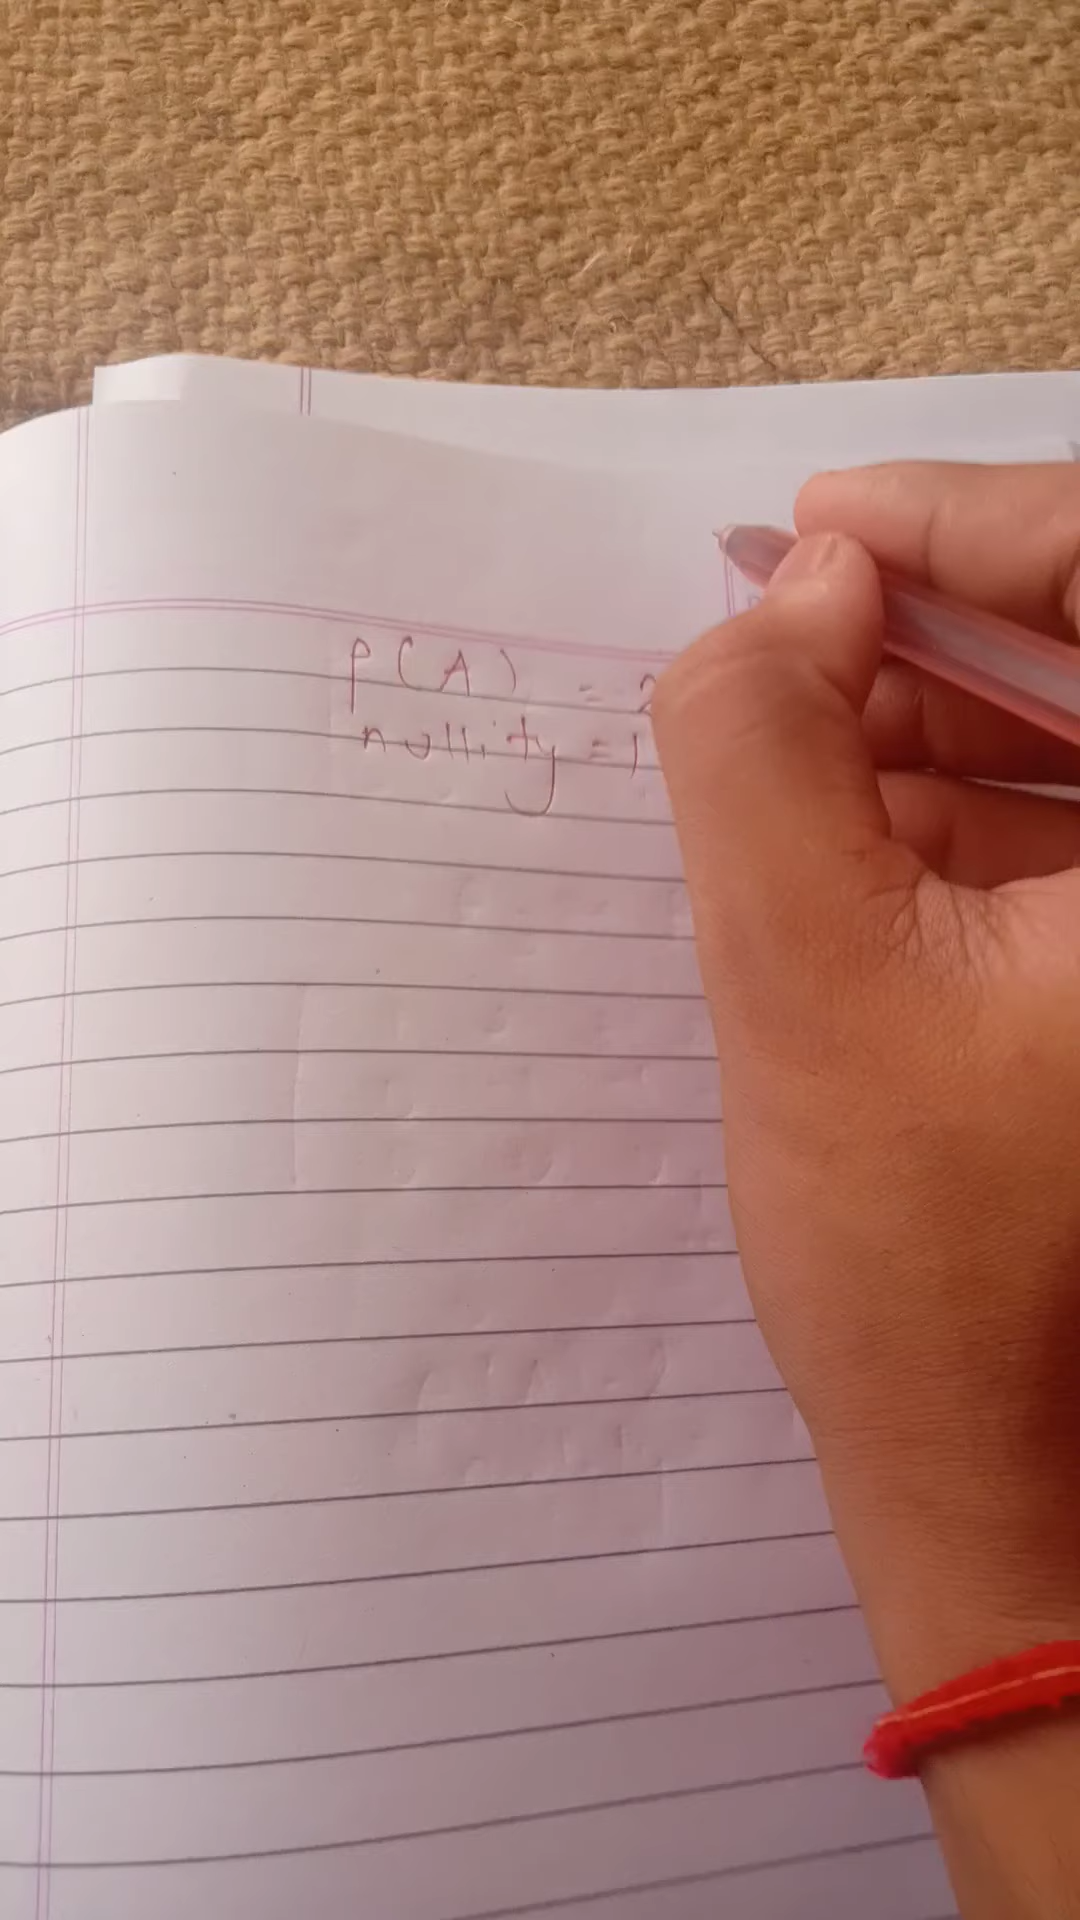 ρ(A) = 2
nullity = 1